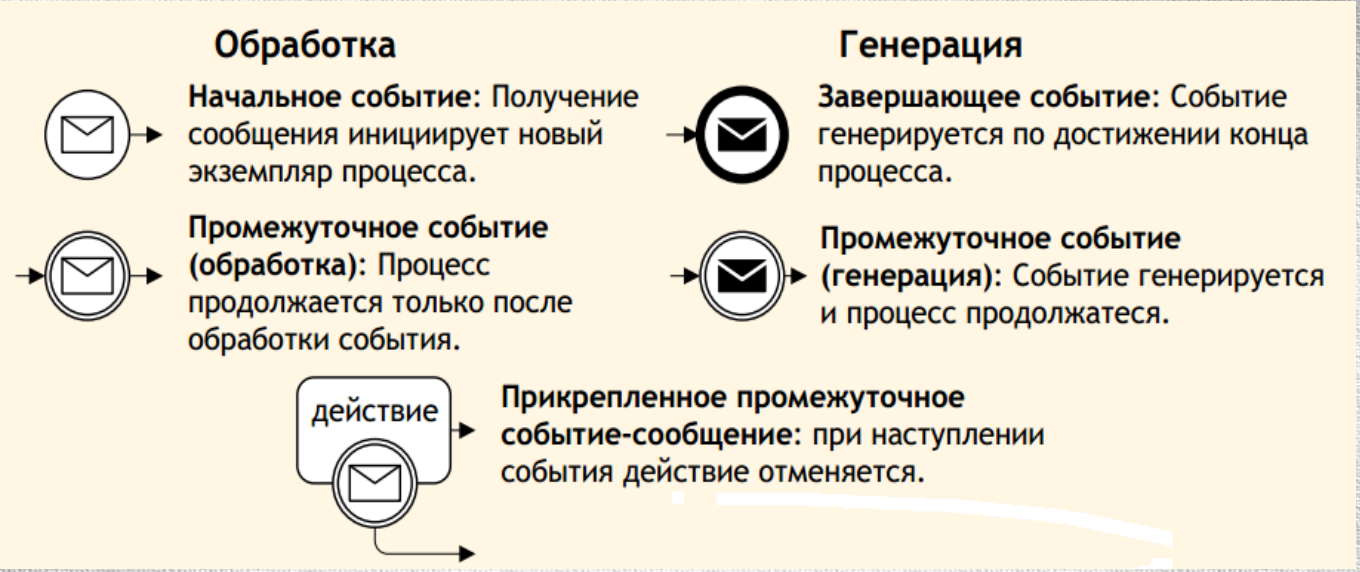 Обработка
Начальное событие: Получение
сообщения инициирует новый
экземпляр процесса.
Промежуточное событие
(обработка): Процесс
продолжается только после
обработки события.
Генерация
Завершающее событие: Событие
генерируется по достижении конца
процесса.
Промежуточное событие
(генерация): Событие генерируется
и процесс продолжатеся.
действие
Прикрепленное промежуточное
событие-сообщение: при наступлении
события действие отменяется.